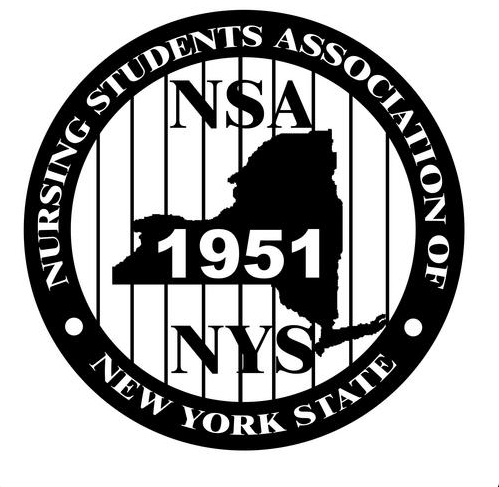 NURSING STUDENTS ASSOCIATION OF
NSA
1951
NYS
NEW YORK STATE